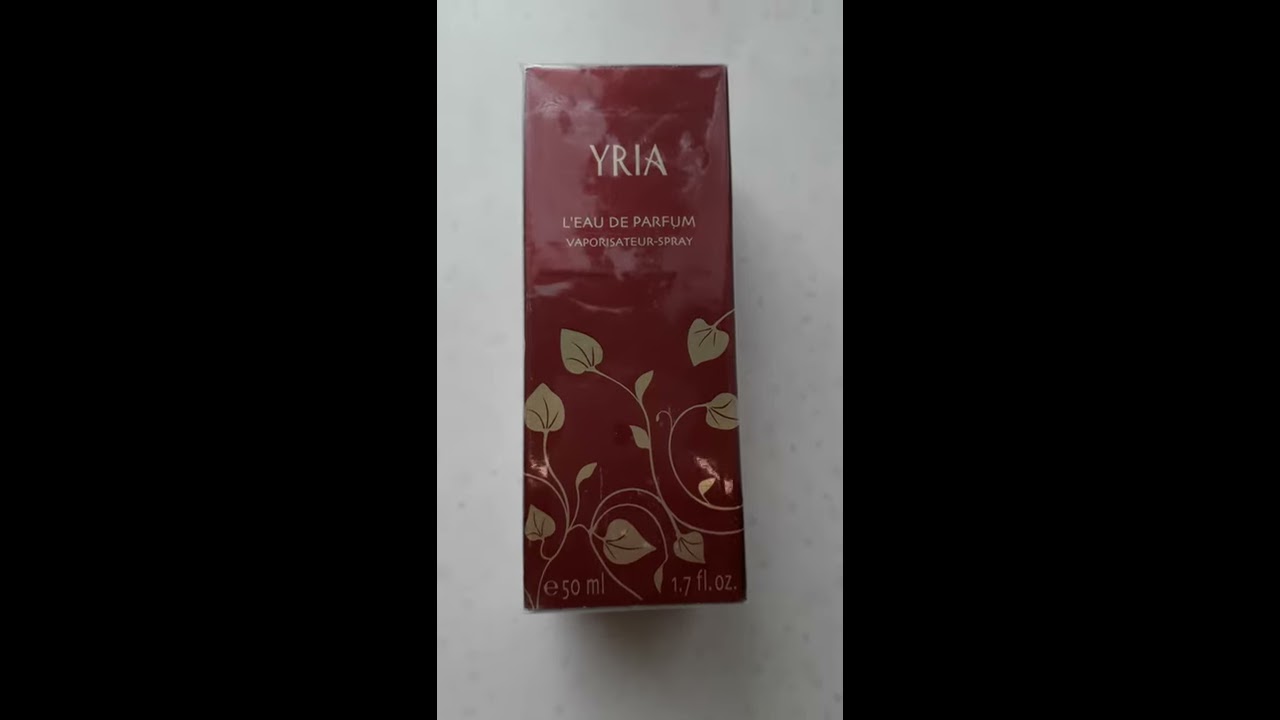 YRIA
L'EAU DE PARFUM
VAPORISATEUR-SPRAY
℮50 ml 1.7 fl.oz.